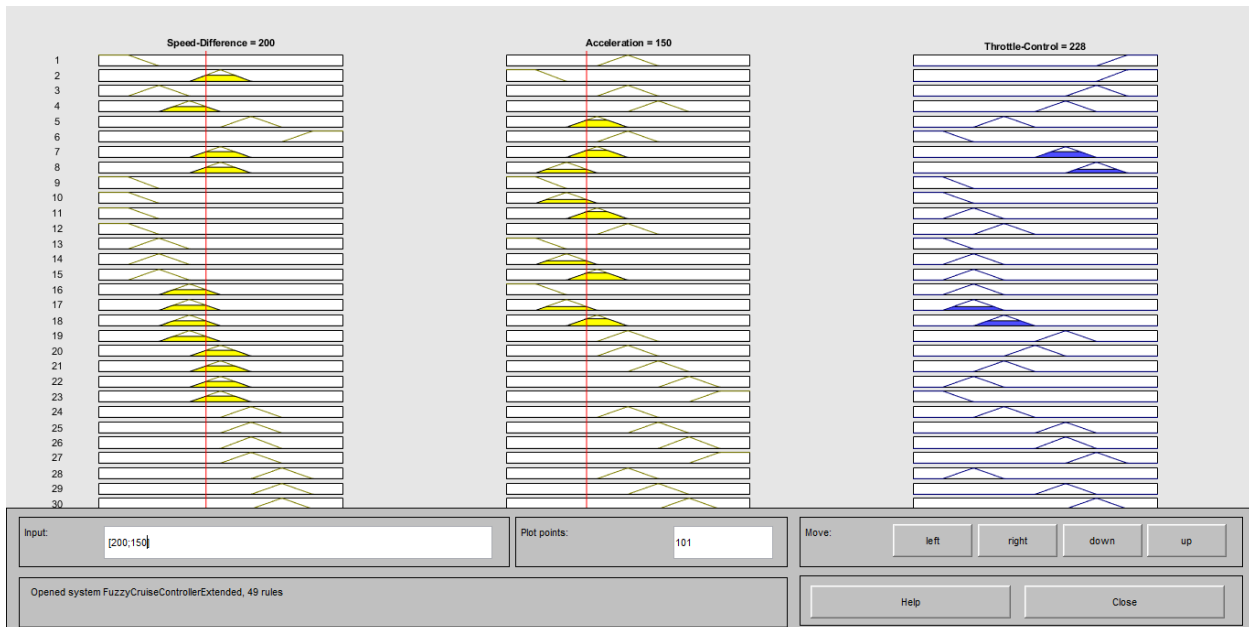 Speed-Difference = 200
Acceleration = 150
Throttle-Control = 228
1
2
3
4
5
6
7
8
9
10
11
12
13
14
15
16
17
18
19
20
21
22
23
24
25
26
27
28
29
30
Input:
[200;150]
Plot points:
101
Move:
left
right
down
up
Opened system FuzzyCruiseControllerExtended, 49 rules
Help
Close